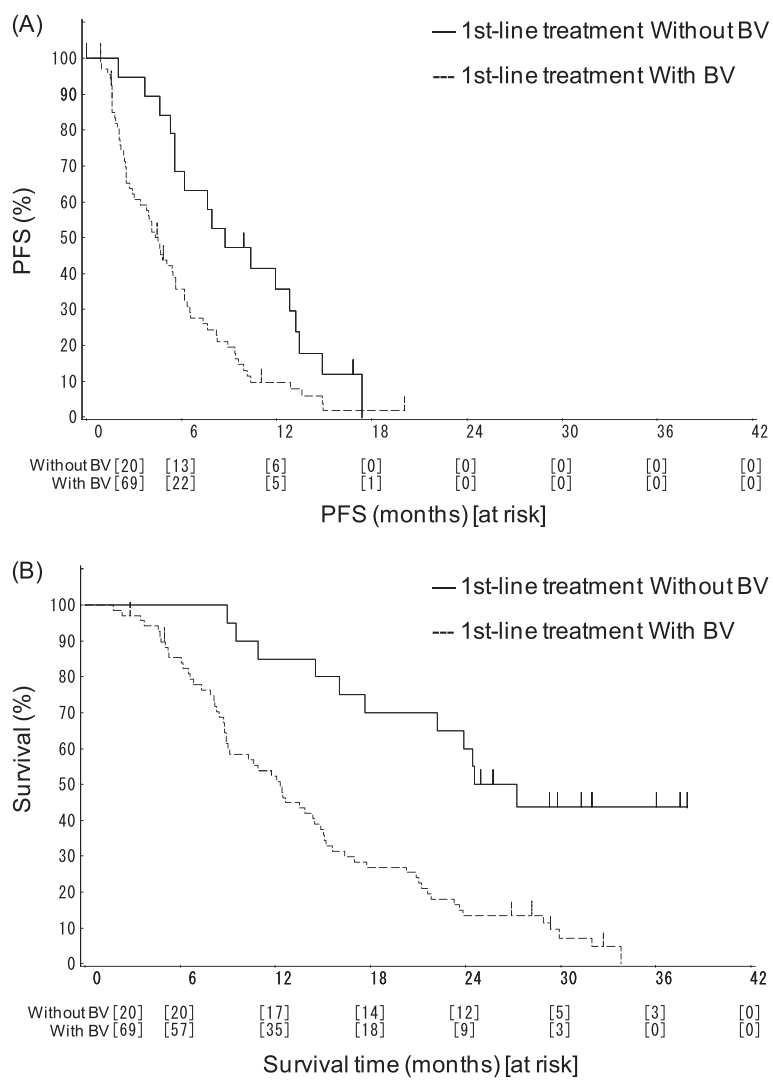 (A)
1st-line treatment Without BV
1st-line treatment With BV
100
90
80
70
60
50
40
30
20
10
0
PFS (%)
0 6 12 18 24 30 36 42
Without BV [20] [13] [6] [0] [0] [0] [0] [0]
With BV [69] [22] [5] [1] [0] [0] [0] [0]
PFS (months) [at risk]
(B)
1st-line treatment Without BV
1st-line treatment With BV
100
90
80
70
60
50
40
30
20
10
0
Survival (%)
0 6 12 18 24 30 36 42
Without BV [20] [20] [17] [14] [12] [5] [3] [0]
With BV [69] [57] [35] [18] [9] [3] [0] [0]
Survival time (months) [at risk]